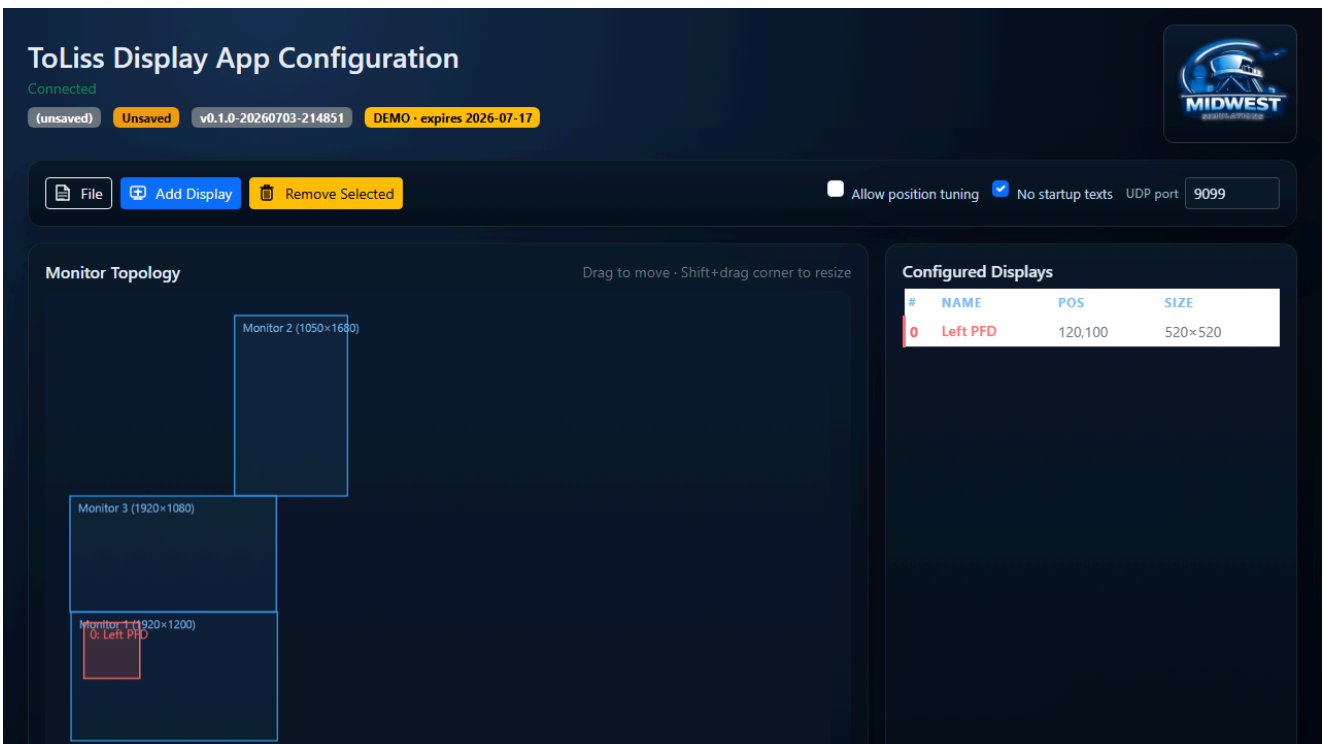 ToLiss Display App Configuration
Connected
(unsaved) Unsaved v0.1.0-20260703-214851 DEMO · expires 2026-07-17
MIDWEST
SIMULATIONS
File Add Display Remove Selected Allow position tuning No startup texts UDP port 9099
Monitor Topology Drag to move · Shift+drag corner to resize
Monitor 2 (1050×1680)
Monitor 3 (1920×1080)
Monitor 1 (1920×1200)
0: Left PFD
Configured Displays
# NAME POS SIZE
0 Left PFD 120,100 520×520